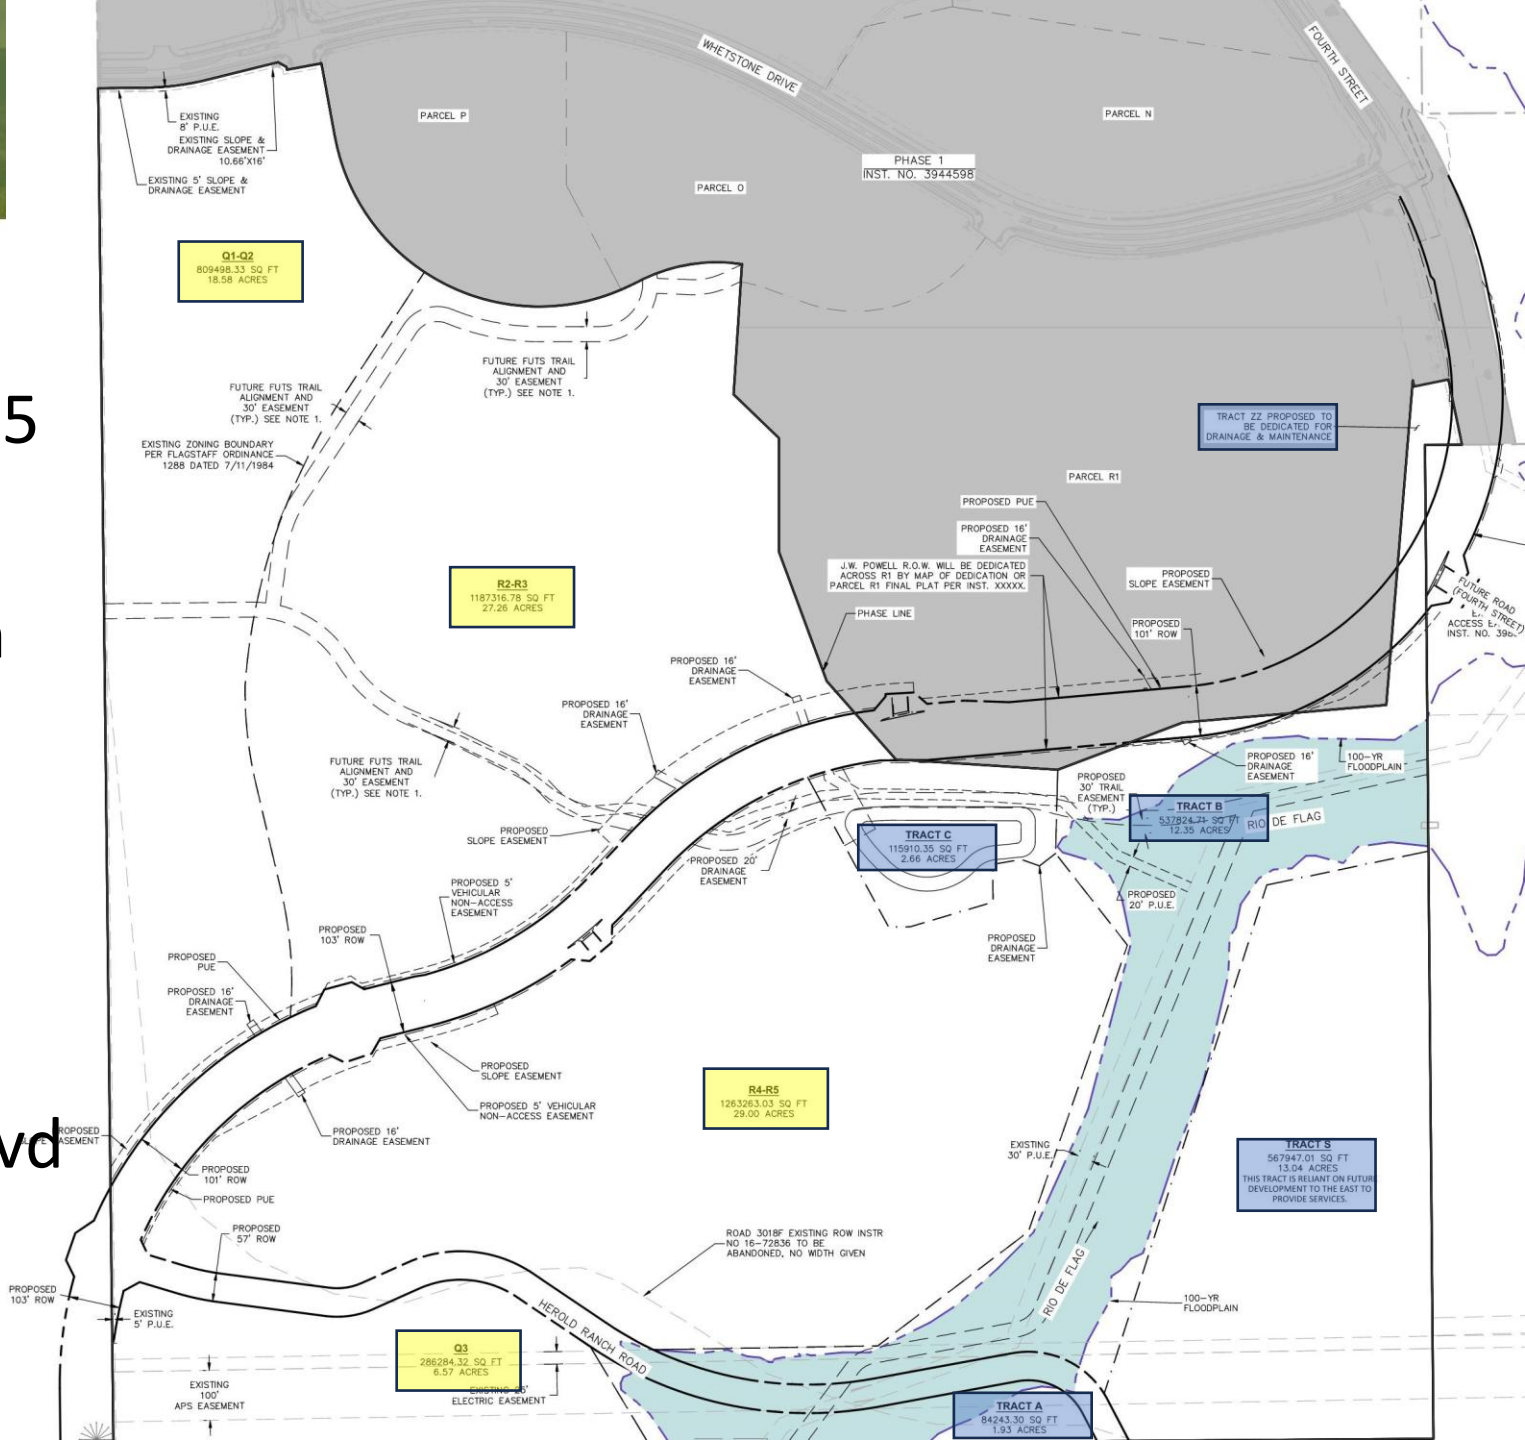 WHETSTONE DRIVE
FOURTH STREET
EXISTING
8' P.U.E.
EXISTING SLOPE &
DRAINAGE EASEMENT
10.66'X16'
EXISTING 5' SLOPE &
DRAINAGE EASEMENT
PARCEL P
PARCEL N
PHASE 1
INST. NO. 3944598
PARCEL O
Q1-Q2
809498.33 SQ FT
18.58 ACRES
FUTURE FUTS TRAIL
ALIGNMENT AND
30' EASEMENT
(TYP.) SEE NOTE 1.
FUTURE FUTS TRAIL
ALIGNMENT AND
30' EASEMENT
(TYP.) SEE NOTE 1.
5
EXISTING ZONING BOUNDARY
PER FLAGSTAFF ORDINANCE
1288 DATED 7/11/1984
TRACT ZZ PROPOSED TO
BE DEDICATED FOR
DRAINAGE & MAINTENANCE
PARCEL R1
PROPOSED PUE
PROPOSED 16'
DRAINAGE
EASEMENT
J.W. POWELL R.O.W. WILL BE DEDICATED
ACROSS R1 BY MAP OF DEDICATION OR
PARCEL R1 FINAL PLAT PER INST. XXXXX.
PROPOSED
SLOPE EASEMENT
R2-R3
1187316.78 SQ FT
27.26 ACRES
PHASE LINE
PROPOSED
101' ROW
FUTURE ROAD
(FOURTH STREET)
ACCESS
INST. NO.
PROPOSED 16'
DRAINAGE
EASEMENT
PROPOSED 16'
DRAINAGE
EASEMENT
FUTURE FUTS TRAIL
ALIGNMENT AND
30' EASEMENT
(TYP.) SEE NOTE 1.
PROPOSED
SLOPE EASEMENT
PROPOSED 16'
DRAINAGE
EASEMENT
100-YR
FLOODPLAIN
PROPOSED
30' TRAIL
EASEMENT
(TYP.)
TRACT B
537824.71 SQ FT
12.35 ACRES
RIO DE FLAG
TRACT C
115910.35 SQ FT
2.66 ACRES
PROPOSED 20'
DRAINAGE
EASEMENT
PROPOSED
20' P.U.E.
PROPOSED 5'
VEHICULAR
NON-ACCESS
EASEMENT
PROPOSED
103' ROW
PROPOSED
DRAINAGE
EASEMENT
PROPOSED
PUE
PROPOSED 16'
DRAINAGE
EASEMENT
PROPOSED
SLOPE EASEMENT
PROPOSED 5' VEHICULAR
NON-ACCESS EASEMENT
PROPOSED 16'
DRAINAGE EASEMENT
R4-R5
1263263.03 SQ FT
29.00 ACRES
vd
PROPOSED
SLOPE EASEMENT
PROPOSED
101' ROW
PROPOSED PUE
EXISTING
30' P.U.E.
TRACT S
567947.01 SQ FT
13.04 ACRES
THIS TRACT IS RELIANT ON FUTURE
DEVELOPMENT TO THE EAST TO
PROVIDE SERVICES.
PROPOSED
57' ROW
ROAD 3018F EXISTING ROW INSTR
NO 16-72836 TO BE
ABANDONED, NO WIDTH GIVEN
RIO DE FLAG
PROPOSED
103' ROW
EXISTING
5' P.U.E.
100-YR
FLOODPLAIN
HEROLD RANCH ROAD
Q3
286284.32 SQ FT
6.57 ACRES
EXISTING
100'
APS EASEMENT
EXISTING 25'
ELECTRIC EASEMENT
TRACT A
84243.30 SQ FT
1.93 ACRES